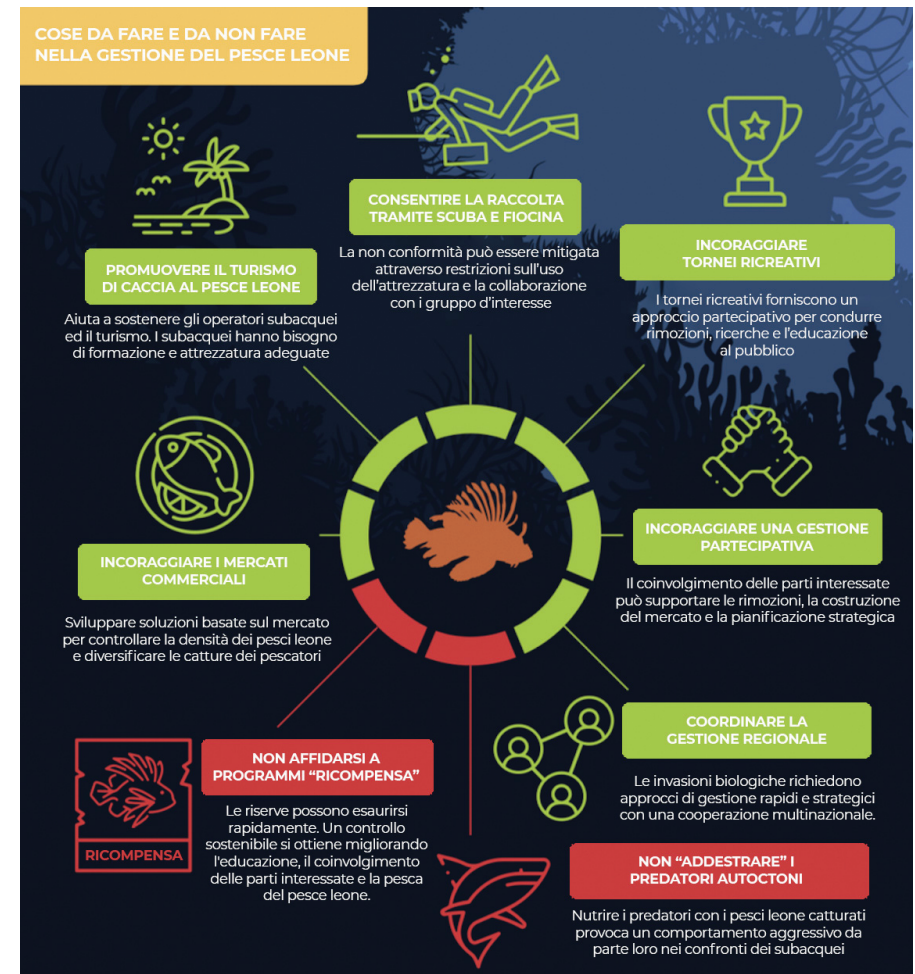 COSE DA FARE E DA NON FARE
NELLA GESTIONE DEL PESCE LEONE
CONSENTIRE LA RACCOLTA
TRAMITE SCUBA E FIOCINA
La non conformità può essere mitigata
attraverso restrizioni sull'uso
dell'attrezzatura e la collaborazione
con i gruppo d'interesse
INCORAGGIARE
TORNEI RICREATIVI
I tornei ricreativi forniscono un
approccio partecipativo per condurre
rimozioni, ricerche e l'educazione
al pubblico
PROMUOVERE IL TURISMO
DI CACCIA AL PESCE LEONE
Aiuta a sostenere gli operatori subacquei
ed il turismo. I subacquei hanno bisogno
di formazione e attrezzatura adeguate
INCORAGGIARE I MERCATI
COMMERCIALI
Sviluppare soluzioni basate sul mercato
per controllare la densità dei pesci leone
e diversificare le catture dei pescatori
INCORAGGIARE UNA GESTIONE
PARTECIPATIVA
Il coinvolgimento delle parti interessate
può supportare le rimozioni, la costruzione
del mercato e la pianificazione strategica
COORDINARE LA
GESTIONE REGIONALE
Le invasioni biologiche richiedono
approcci di gestione rapidi e strategici
con una cooperazione multinazionale.
RICOMPENSA
NON AFFIDARSI A
PROGRAMMI "RICOMPENSA"
Le riserve possono esaurirsi
rapidamente. Un controllo
sostenibile si ottiene migliorando
l'educazione, il coinvolgimento
delle parti interessate e la pesca
del pesce leone.
NON "ADDESTRARE" I
PREDATORI AUTOCTONI
Nutrire i predatori con i pesci leone catturati
provoca un comportamento aggressivo da
parte loro nei confronti dei subacquei